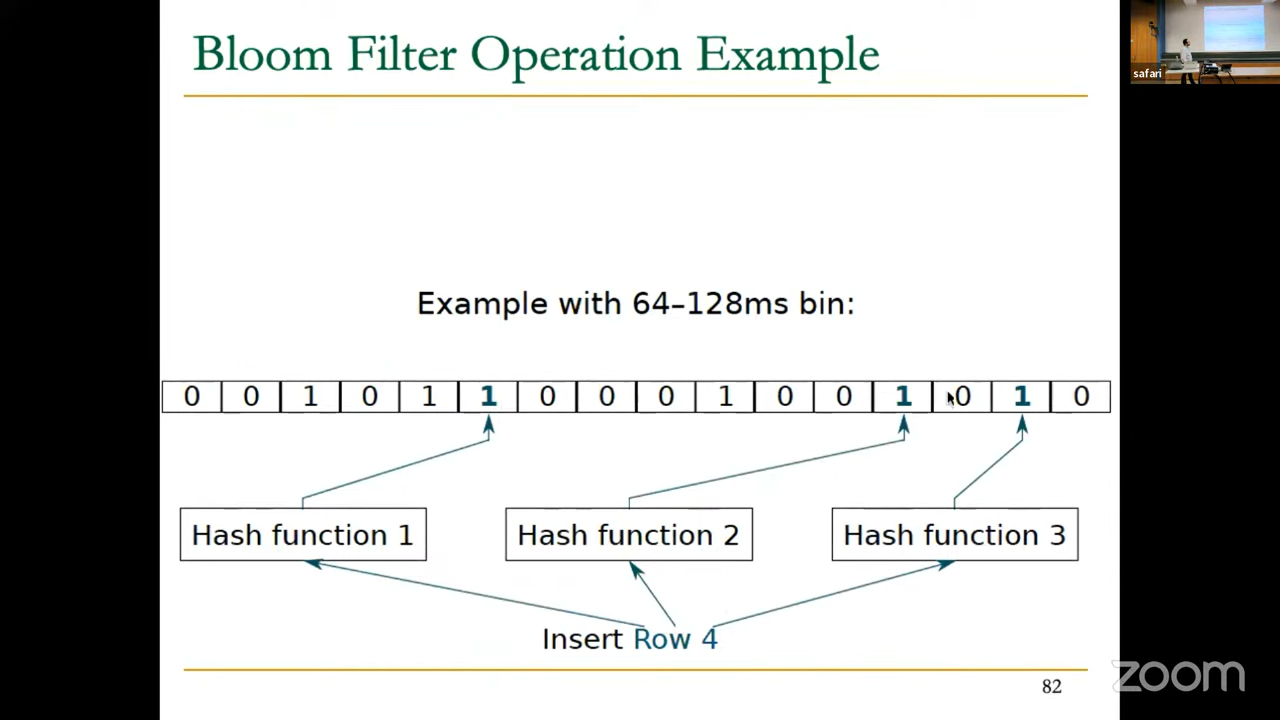 Bloom Filter Operation Example
safari
Example with 64–128ms bin:
0 0 1 0 1 1 0 0 0 1 0 0 1 0 1 0
Hash function 1 Hash function 2 Hash function 3
Insert Row 4
82
zoom